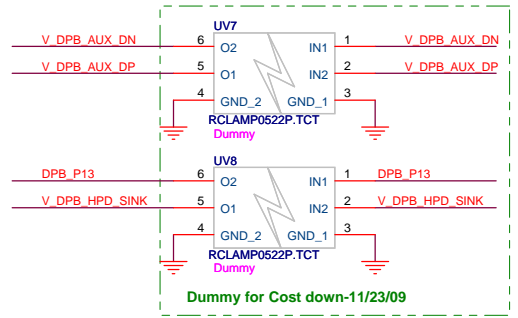 UV7
V_DPB_AUX_DN 6 O2 IN1 1 V_DPB_AUX_DN
V_DPB_AUX_DP 5 O1 IN2 2 V_DPB_AUX_DP
4 GND_2 GND_1 3
RCLAMP0522P.TCT
Dummy
UV8
DPB_P13 6 O2 IN1 1 DPB_P13
V_DPB_HPD_SINK 5 O1 IN2 2 V_DPB_HPD_SINK
4 GND_2 GND_1 3
RCLAMP0522P.TCT
Dummy
Dummy for Cost down-11/23/09